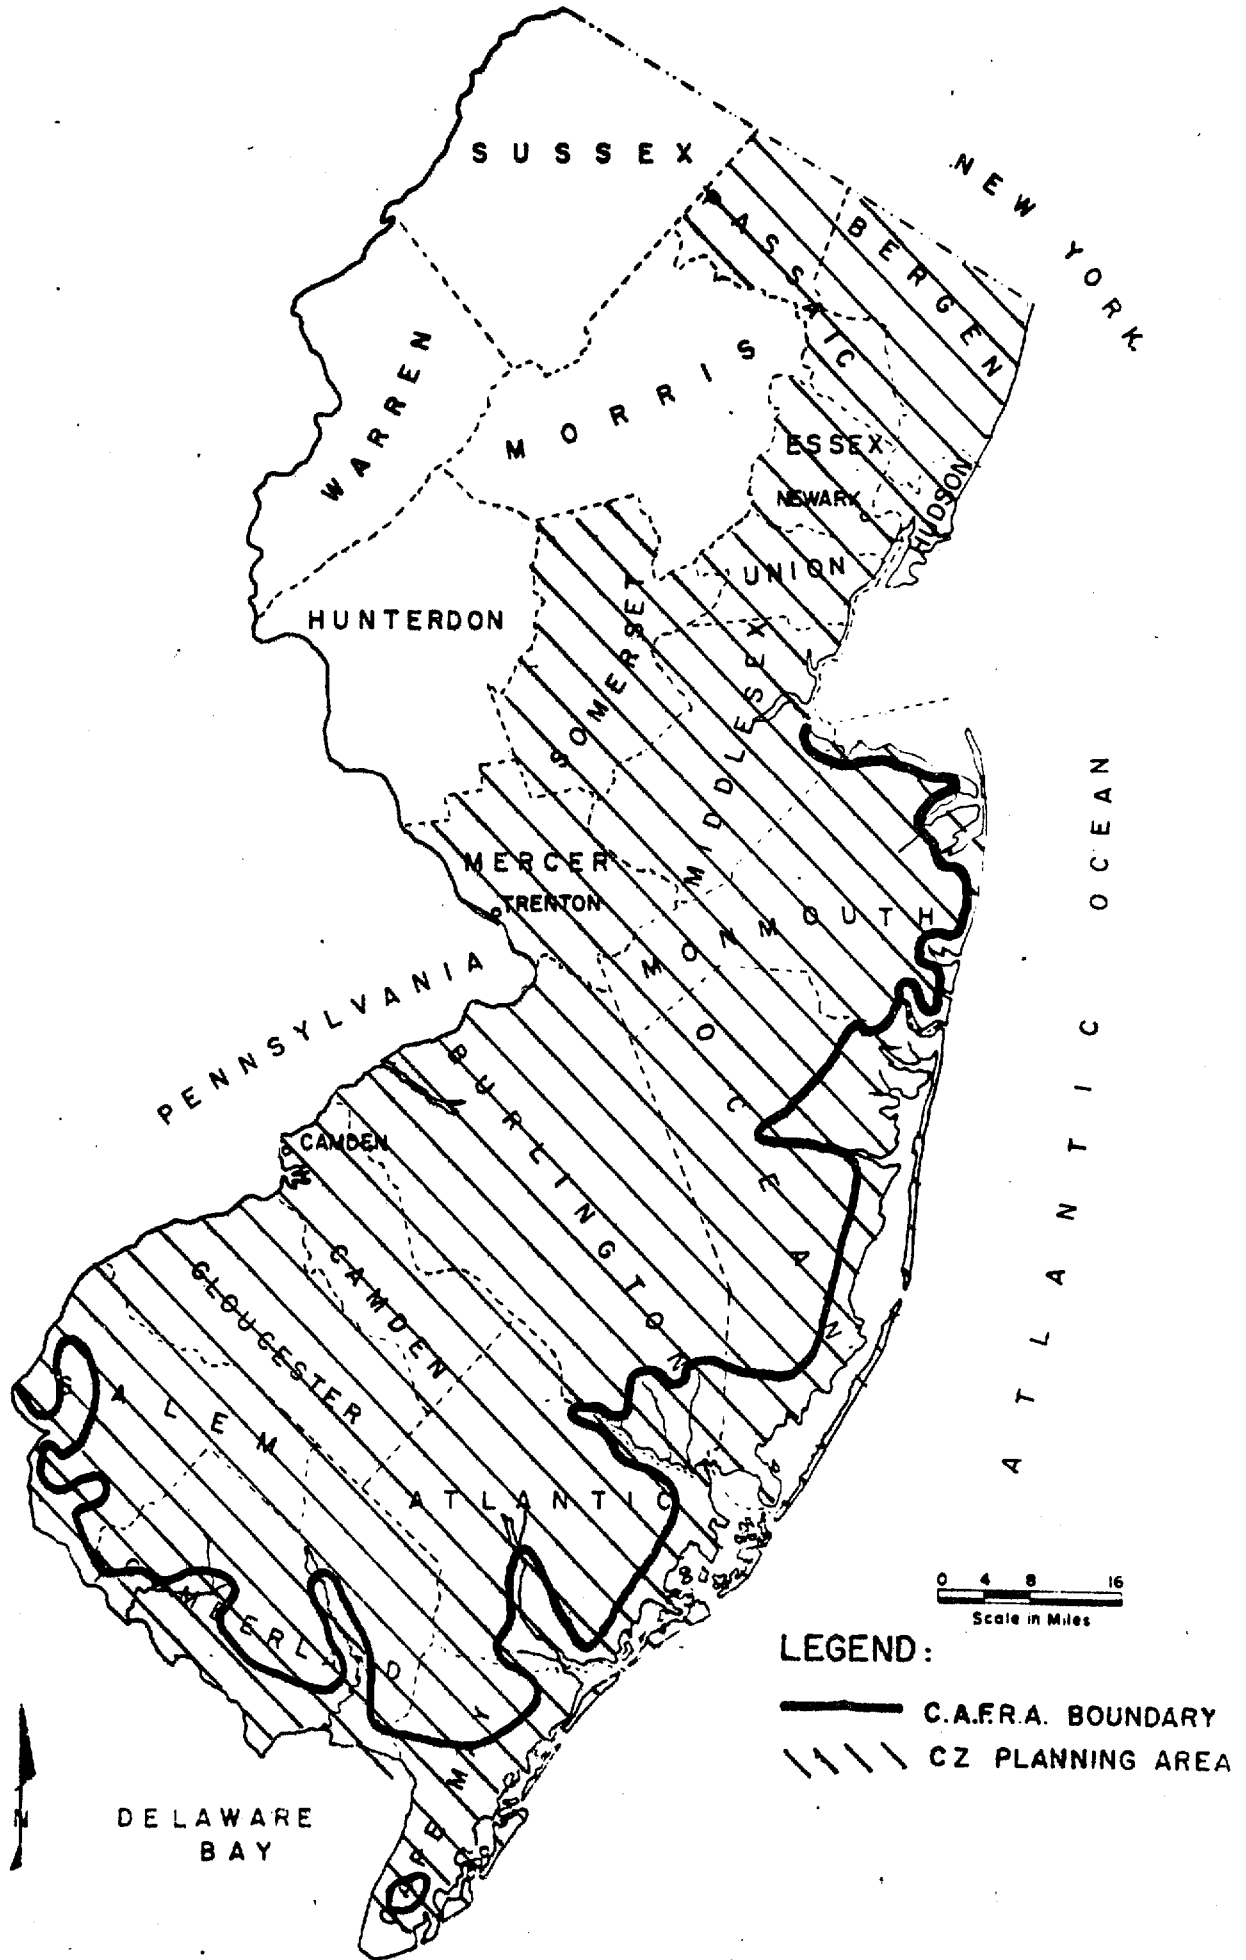 SUSSEX
NEW YORK
PASSAIC
BERGEN
WARREN
MORRIS
ESSEX
NEWARK
HUDSON
UNION
HUNTERDON
SOMERSET
MIDDLESEX
MERCER
TRENTON
MONMOUTH
ATLANTIC OCEAN
PENNSYLVANIA
OCEAN
BURLINGTON
CAMDEN
CAMDEN
GLOUCESTER
SALEM
ATLANTIC
0 4 8 16
Scale in Miles
LEGEND:
C.A.F.R.A. BOUNDARY
CZ PLANNING AREA
N
DELAWARE
BAY